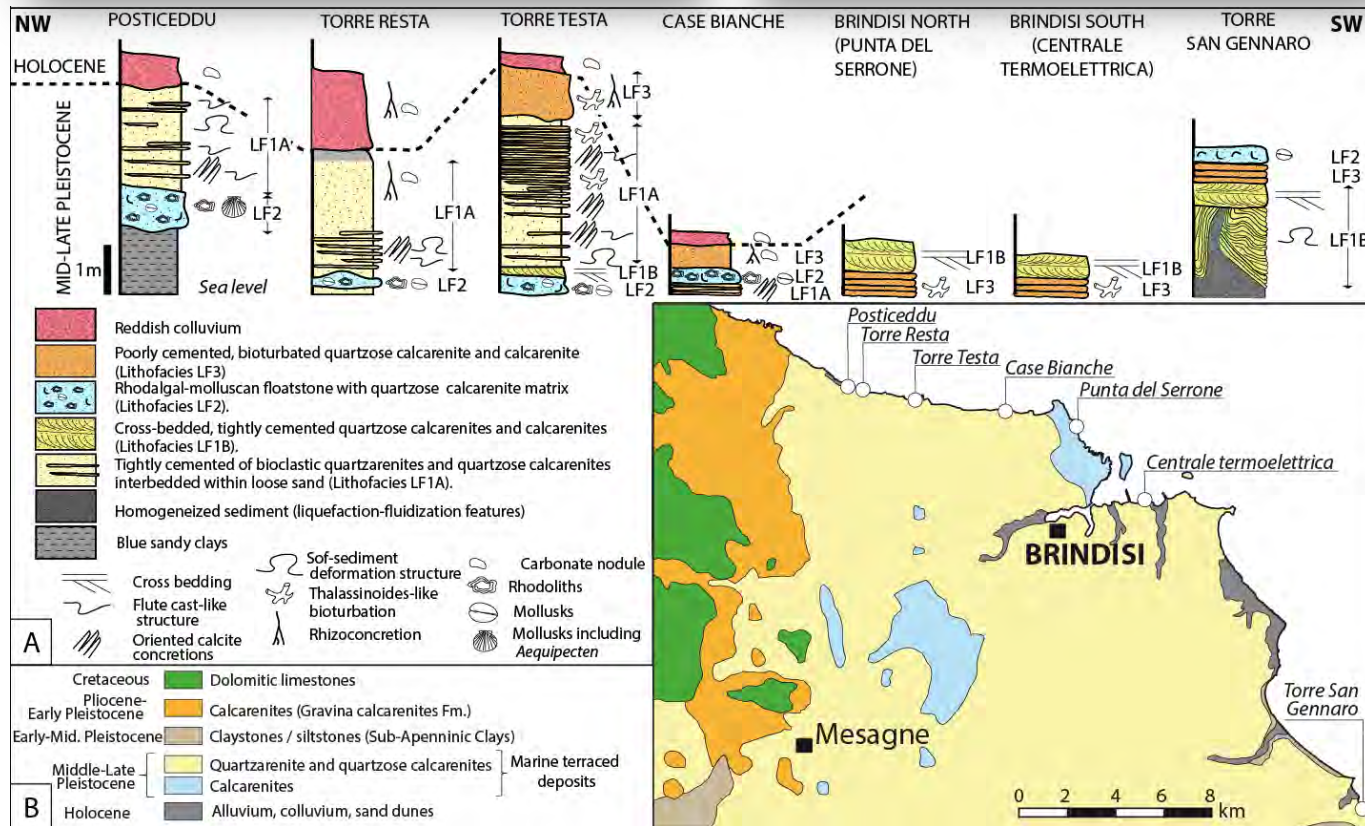 NW
POSTICEDDU
TORRE RESTA
TORRE TESTA
CASE BIANCHE
BRINDISI NORTH
(PUNTA DEL
SERRONE)
BRINDISI SOUTH
(CENTRALE
TERMOELETTRICA)
TORRE
SAN GENNARO
SW
HOLOCENE
MID-LATE PLEISTOCENE
1m
Sea level
LF1A
LF2
LF1A
LF2
LF3
LF1A
LF1B
LF2
LF3
LF2
LF1A
LF1B
LF3
LF1B
LF3
LF2
LF3
LF1B
Reddish colluvium
Poorly cemented, bioturbated quartzose calcarenite and calcarenite
(Lithofacies LF3)
Rhodalgal-molluscan floatstone with quartzose calcarenite matrix
(Lithofacies LF2).
Cross-bedded, tightly cemented quartzose calcarenites and calcarenites
(Lithofacies LF1B).
Tightly cemented of bioclastic quartzarenites and quartzose calcarenites
interbedded within loose sand (Lithofacies LF1A).
Homogeneized sediment (liquefaction-fluidization features)
Blue sandy clays
Cross bedding
Flute cast-like
structure
Oriented calcite
concretions
Sof-sediment
deformation structure
Thalassinoides-like
bioturbation
Rhizoconcretion
Carbonate nodule
Rhodoliths
Mollusks
Mollusks including
Aequipecten
A
Cretaceous
Dolomitic limestones
Pliocene-
Early Pleistocene
Calcarenites (Gravina calcarenites Fm.)
Early-Mid. Pleistocene
Claystones / siltstones (Sub-Apenninic Clays)
Middle-Late
Pleistocene
Quartzarenite and quartzose calcarenites
Calcarenites
Marine terraced
deposits
Holocene
Alluvium, colluvium, sand dunes
B
Posticeddu
Torre Resta
Torre Testa
Case Bianche
Punta del Serrone
Centrale termoelettrica
BRINDISI
Mesagne
Torre San
Gennaro
0 2 4 6 8
km